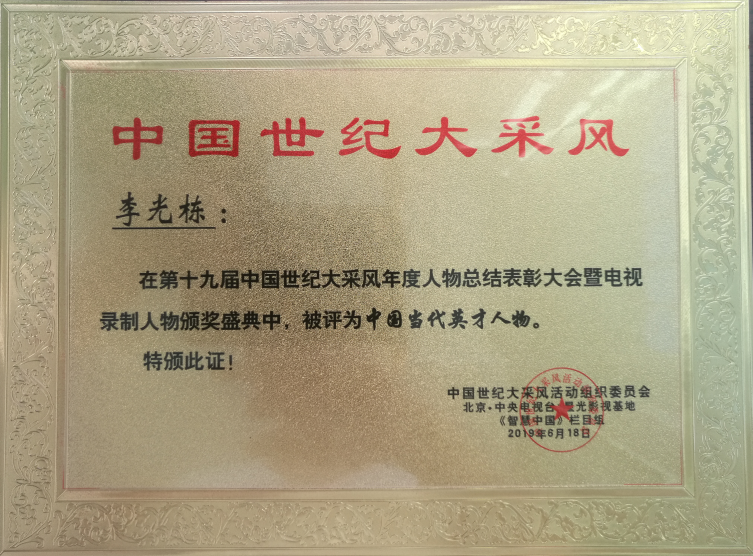 中国世纪大采风
李光栋：
在第十九届中国世纪大采风年度人物总结表彰大会暨电视
录制人物颁奖盛典中，被评为中国当代英才人物。
特颁此证！
中国世纪大采风活动组织委员会
北京·中央电视台·星光影视基地
《智慧中国》栏目组
2019年6月18日